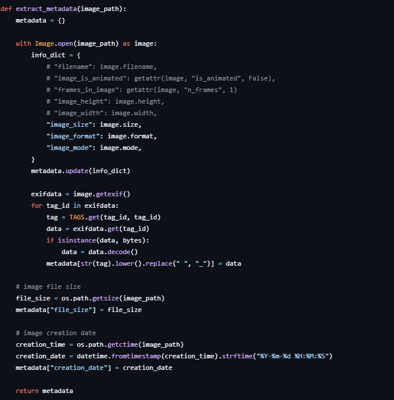 def extract_metadata(image_path):
    metadata = {}

    with Image.open(image_path) as image:
        info_dict = {
            # "filename": image.filename,
            # "image_is_animated": getattr(image, "is_animated", False),
            # "frames_in_image": getattr(image, "n_frames", 1)
            # "image_height": image.height,
            # "image_width": image.width,
            "image_size": image.size,
            "image_format": image.format,
            "image_mode": image.mode,
        }
        metadata.update(info_dict)

        exifdata = image.getexif()
        for tag_id in exifdata:
            tag = TAGS.get(tag_id, tag_id)
            data = exifdata.get(tag_id)
            if isinstance(data, bytes):
                data = data.decode()
            metadata[str(tag).lower().replace(" ", "_")] = data

    # image file size
    file_size = os.path.getsize(image_path)
    metadata["file_size"] = file_size

    # image creation date
    creation_time = os.path.getctime(image_path)
    creation_date = datetime.fromtimestamp(creation_time).strftime("%Y-%m-%d %H:%M:%S")
    metadata["creation_date"] = creation_date

    return metadata